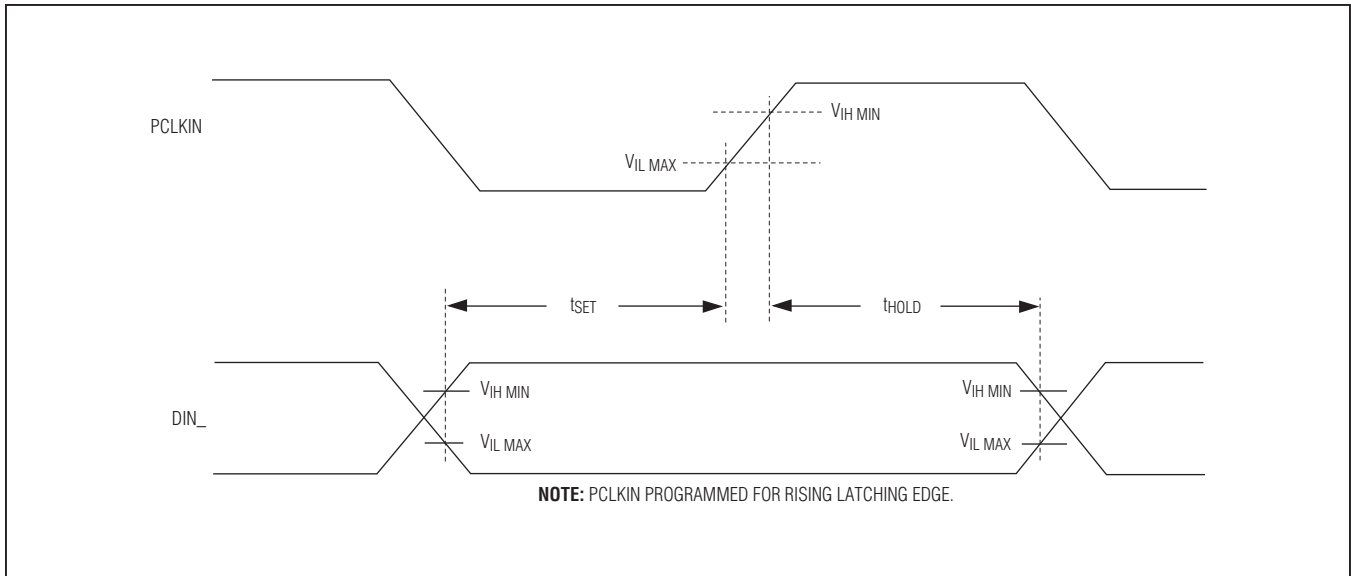 PCLKIN
VIH MIN
VIL MAX
tSET
tHOLD
DIN_
VIH MIN
VIH MIN
VIL MAX
VIL MAX
NOTE: PCLKIN PROGRAMMED FOR RISING LATCHING EDGE.